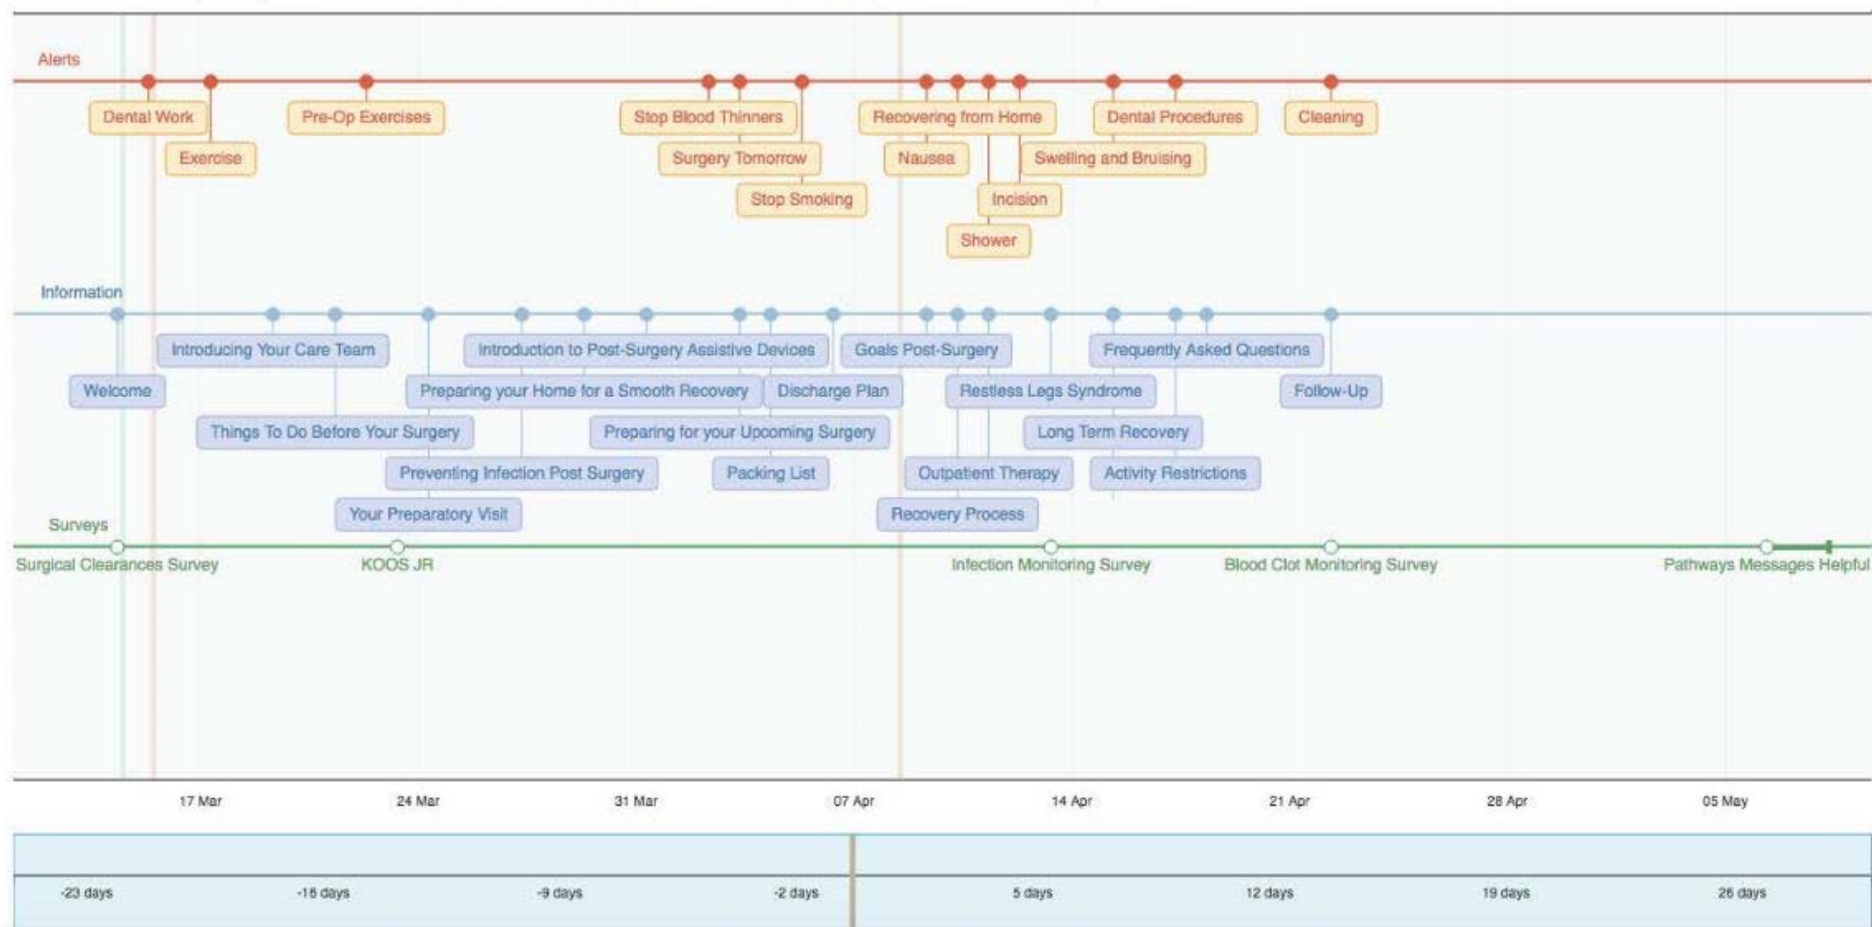 Alerts
Dental Work
Pre-Op Exercises
Stop Blood Thinners
Recovering from Home
Dental Procedures
Cleaning
Exercise
Surgery Tomorrow
Nausea
Swelling and Bruising
Stop Smoking
Incision
Shower
Information
Introducing Your Care Team
Introduction to Post-Surgery Assistive Devices
Goals Post-Surgery
Frequently Asked Questions
Welcome
Preparing your Home for a Smooth Recovery
Discharge Plan
Restless Legs Syndrome
Follow-Up
Things To Do Before Your Surgery
Preparing for your Upcoming Surgery
Long Term Recovery
Preventing Infection Post Surgery
Packing List
Outpatient Therapy
Activity Restrictions
Your Preparatory Visit
Recovery Process
Surveys
Surgical Clearances Survey
KOOS JR
Infection Monitoring Survey
Blood Clot Monitoring Survey
Pathways Messages Helpful
17 Mar
24 Mar
31 Mar
07 Apr
14 Apr
21 Apr
28 Apr
05 May
-23 days
-16 days
-9 days
-2 days
5 days
12 days
19 days
26 days